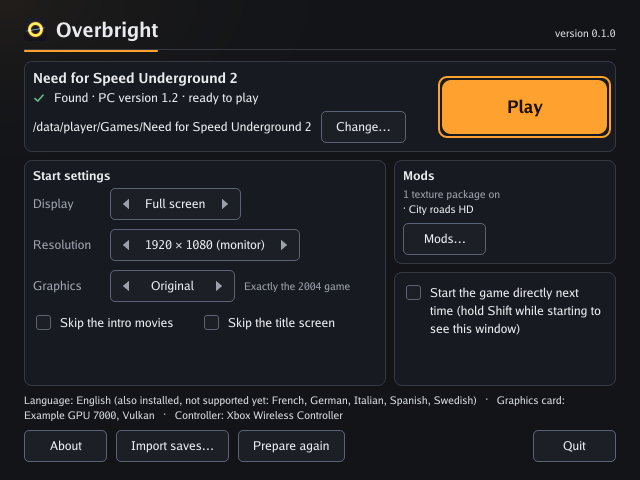 Overbright
version 0.1.0
Need for Speed Underground 2
Found · PC version 1.2 · ready to play
/data/player/Games/Need for Speed Underground 2
Change...
Play
Start settings
Display
Full screen
Resolution
1920 × 1080 (monitor)
Graphics
Original
Exactly the 2004 game
Skip the intro movies
Skip the title screen
Mods
1 texture package on
· City roads HD
Mods...
Start the game directly next
time (hold Shift while starting to
see this window)
Language: English (also installed, not supported yet: French, German, Italian, Spanish, Swedish) · Graphics card:
Example GPU 7000, Vulkan · Controller: Xbox Wireless Controller
About
Import saves...
Prepare again
Quit